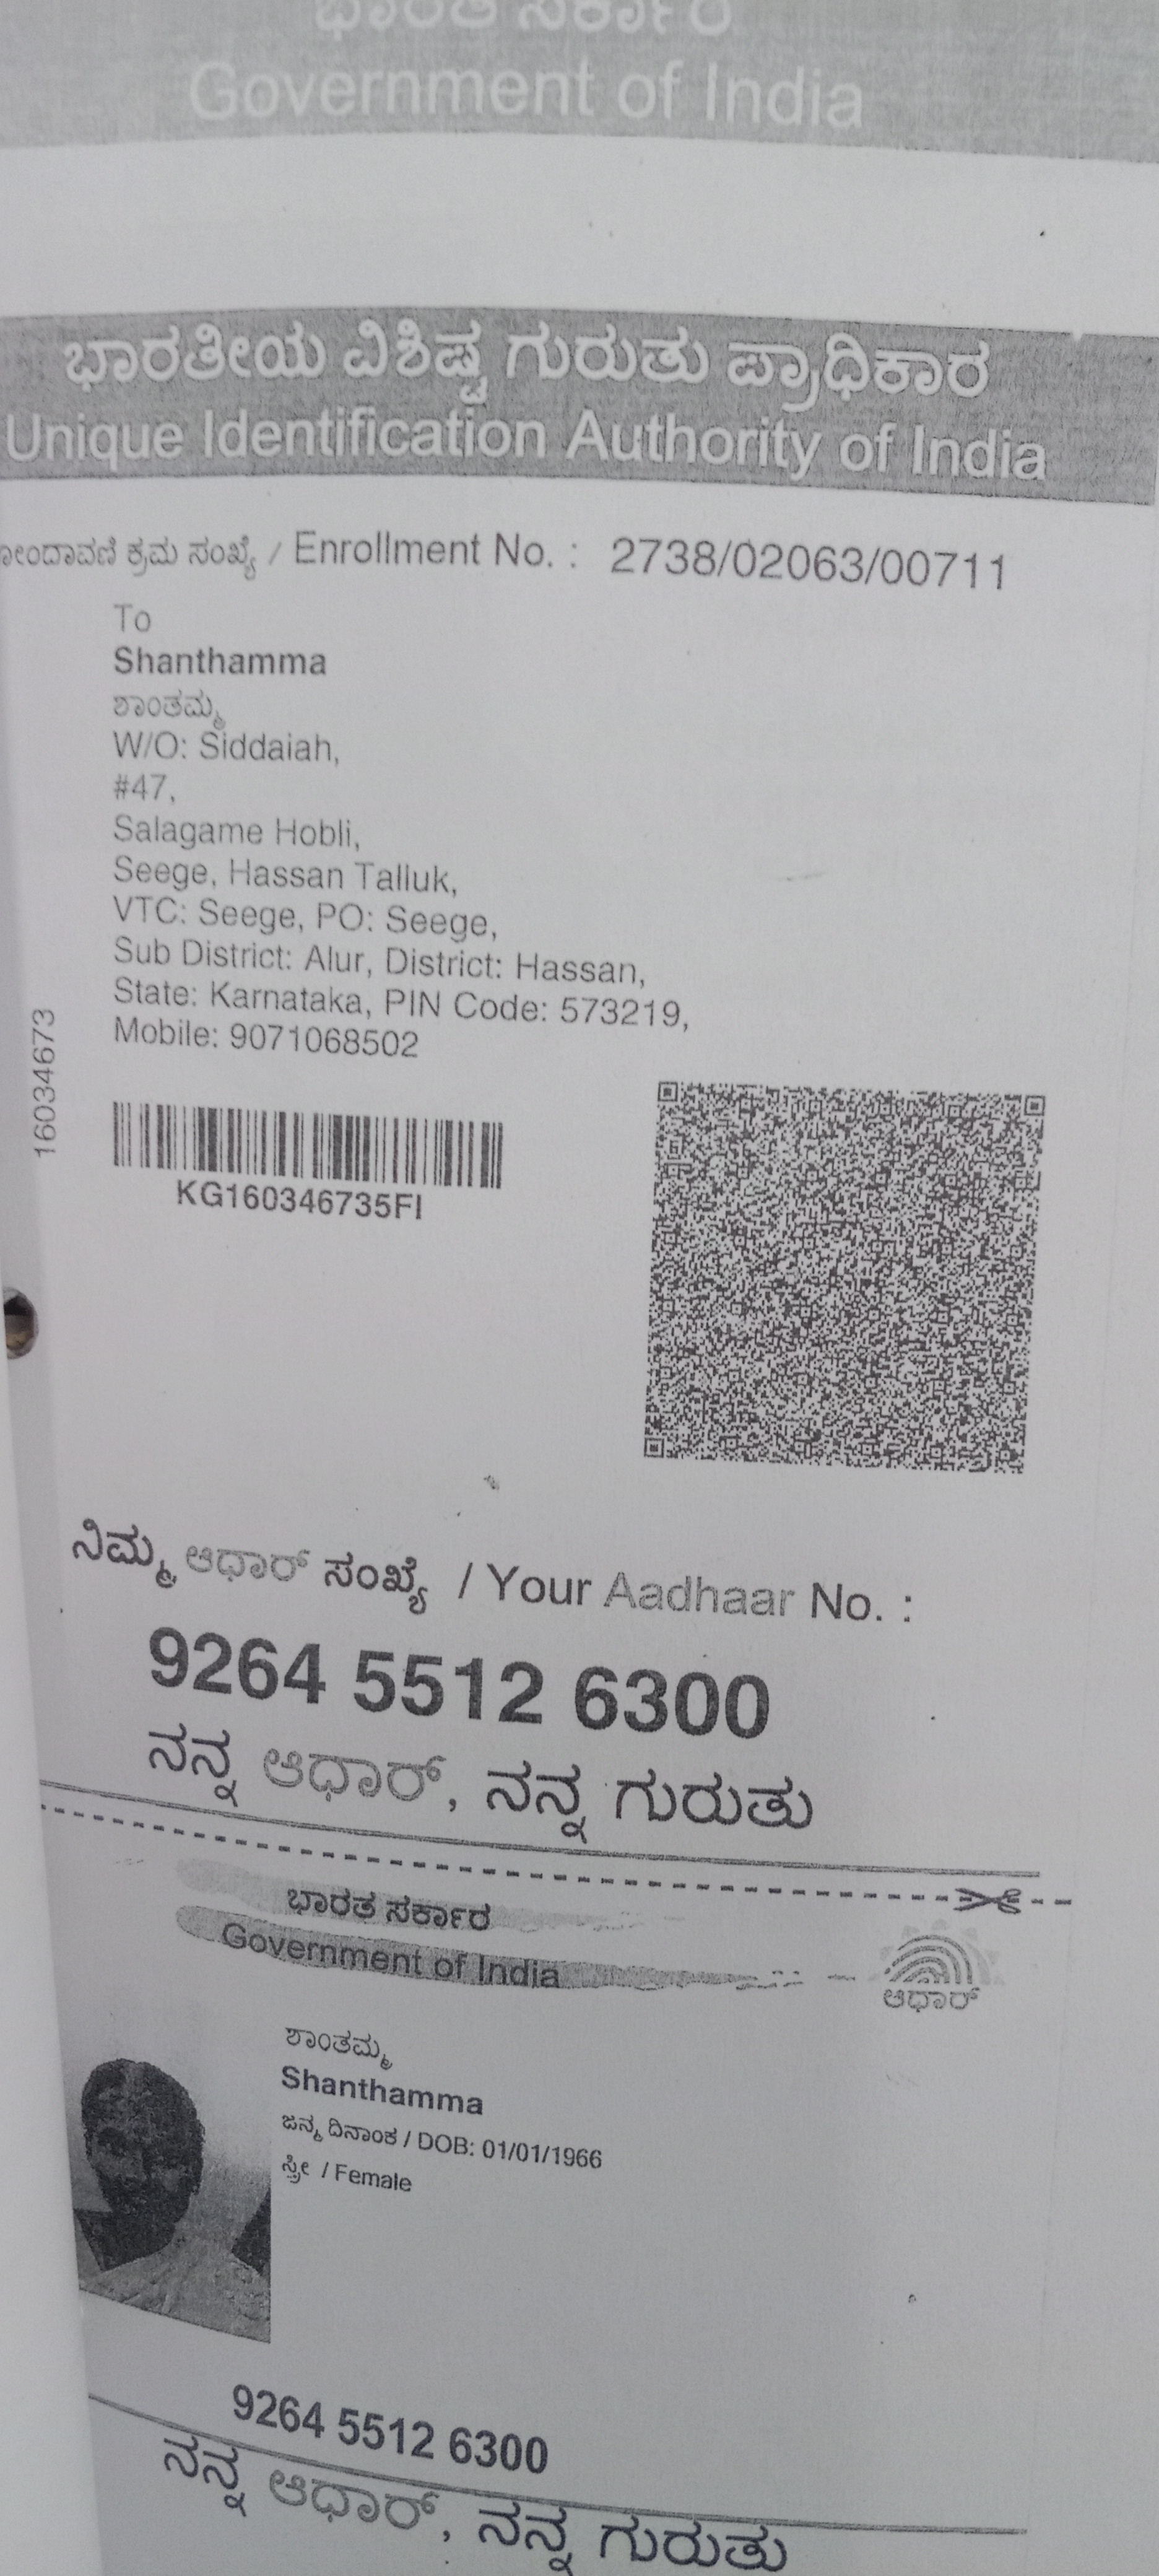 ಭಾರತ ಸರ್ಕಾರ
Government of India
ಭಾರತೀಯ ವಿಶಿಷ್ಟ ಗುರುತು ಪ್ರಾಧಿಕಾರ
Unique Identification Authority of India
ೋಂದಾವಣಿ ಕ್ರಮ ಸಂಖ್ಯೆ / Enrollment No. : 2738/02063/00711
To
Shanthamma
ಶಾಂತಮ್ಮ
W/O: Siddaiah,
#47,
Salagame Hobli,
Seege, Hassan Talluk,
VTC: Seege, PO: Seege,
Sub District: Alur, District: Hassan,
State: Karnataka, PIN Code: 573219,
Mobile: 9071068502
16034673
KG160346735FI
ನಿಮ್ಮ ಆಧಾರ್ ಸಂಖ್ಯೆ / Your Aadhaar No. :
9264 5512 6300
ನನ್ನ ಆಧಾರ್, ನನ್ನ ಗುರುತು
ಭಾರತ ಸರ್ಕಾರ
Government of India
ಆಧಾರ್
ಶಾಂತಮ್ಮ
Shanthamma
ಜನ್ಮ ದಿನಾಂಕ / DOB: 01/01/1966
ಸ್ತ್ರೀ / Female
9264 5512 6300
ನನ್ನ ಆಧಾರ್, ನನ್ನ ಗುರುತು